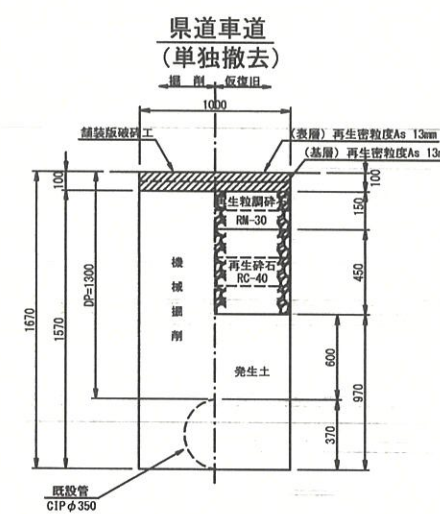 県道車道
(単独撤去)
掘削 仮復旧
1000
舗装版破砕工
(表層) 再生密粒度As 13mm
(基層) 再生密粒度As 13m
100
1570
1670
DP=1300
機械掘削
生粒調砕
RM-30
再生砕石
RC-40
発生土
100
150
450
600
370
970
既設管
CIPφ350